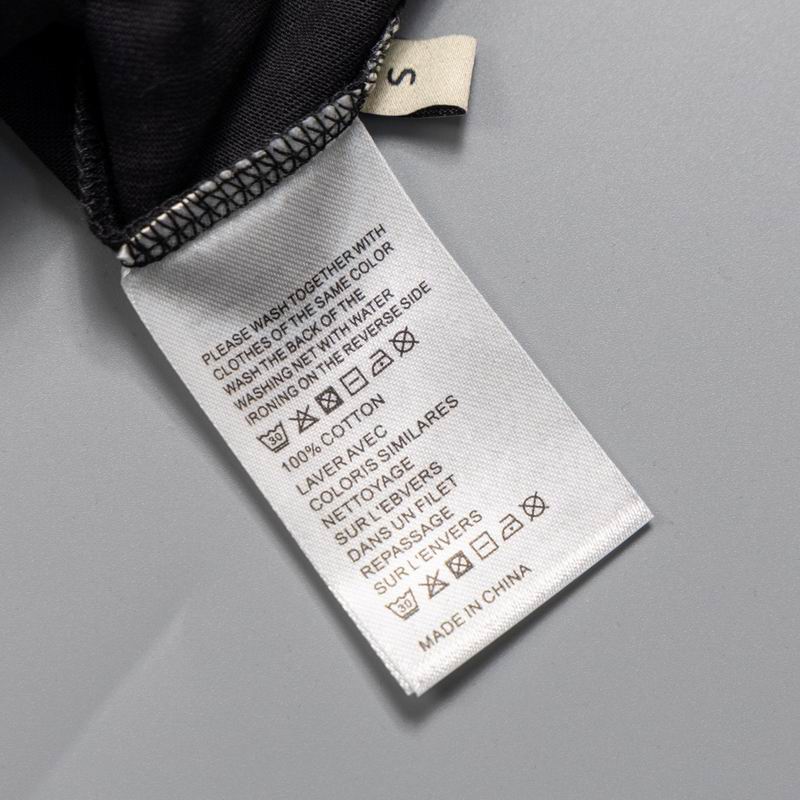 S
PLEASE WASH TOGETHER WITH
CLOTHES OF THE SAME COLOR
WASH THE BACK OF THE
WASHING NET WITH WATER
IRONING ON THE REVERSE SIDE
30
100% COTTON
LAVER AVEC
COLORIS SIMILARES
NETTOYAGE
SUR L'EBVERS
DANS UN FILET
REPASSAGE
SUR L'ENVERS
30
MADE IN CHINA